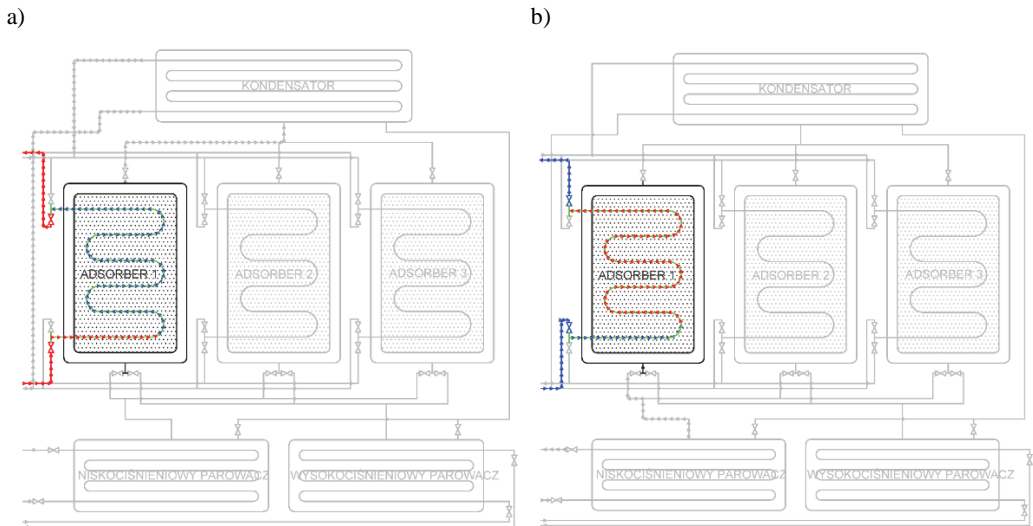 a)
KONDENSATOR
ADSORBER 1
ADSORBER 2
ADSORBER 3
NISKOCIŚNIENIOWY PAROWACZ
WYSOKOCIŚNIENIOWY PAROWACZ
b)
KONDENSATOR
ADSORBER 1
ADSORBER 2
ADSORBER 3
NISKOCIŚNIENIOWY PAROWACZ
WYSOKOCIŚNIENIOWY PAROWACZ